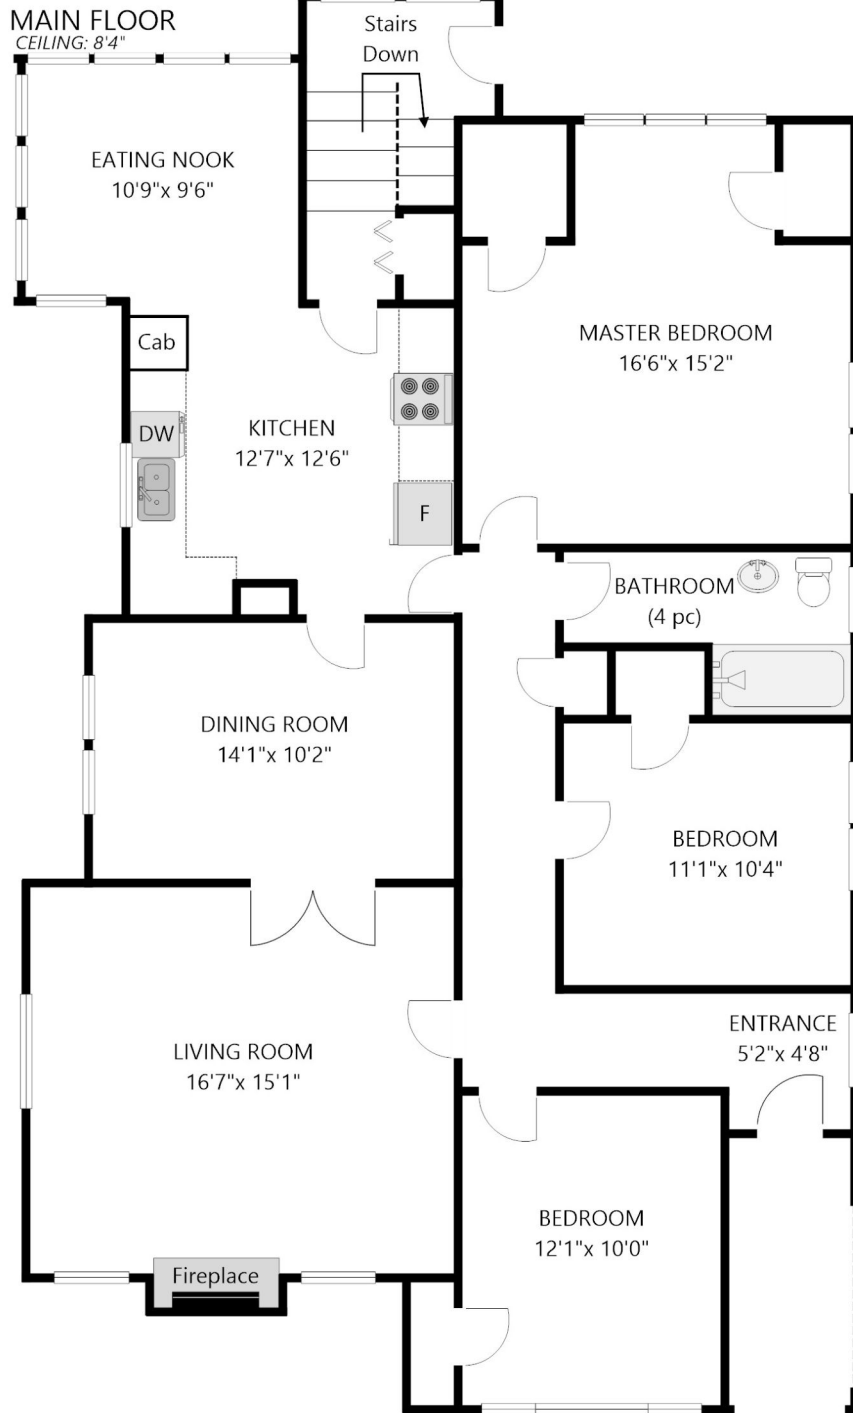 MAIN FLOOR
CEILING: 8'4"
Stairs
Down
EATING NOOK
10'9"x 9'6"
Cab
MASTER BEDROOM
16'6"x 15'2"
KITCHEN
12'7"x 12'6"
DW
F
BATHROOM
(4 pc)
DINING ROOM
14'1"x 10'2"
BEDROOM
11'1"x 10'4"
ENTRANCE
5'2"x 4'8"
LIVING ROOM
16'7"x 15'1"
BEDROOM
12'1"x 10'0"
Fireplace